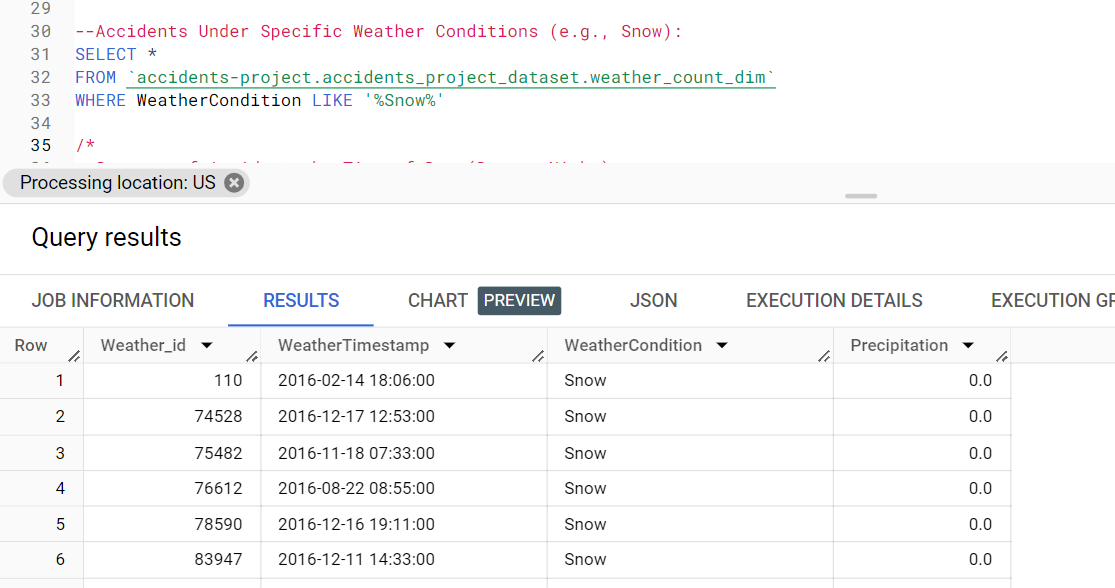 29
30 --Accidents Under Specific Weather Conditions (e.g., Snow):
31 SELECT *
32 FROM `accidents-project.accidents_project_dataset.weather_count_dim`
33 WHERE WeatherCondition LIKE '%Snow%'
34
35 /*
Processing location: US
Query results
JOB INFORMATION RESULTS CHART PREVIEW JSON EXECUTION DETAILS EXECUTION GR
Row Weather_id WeatherTimestamp WeatherCondition Precipitation
1 110 2016-02-14 18:06:00 Snow 0.0
2 74528 2016-12-17 12:53:00 Snow 0.0
3 75482 2016-11-18 07:33:00 Snow 0.0
4 76612 2016-08-22 08:55:00 Snow 0.0
5 78590 2016-12-16 19:11:00 Snow 0.0
6 83947 2016-12-11 14:33:00 Snow 0.0